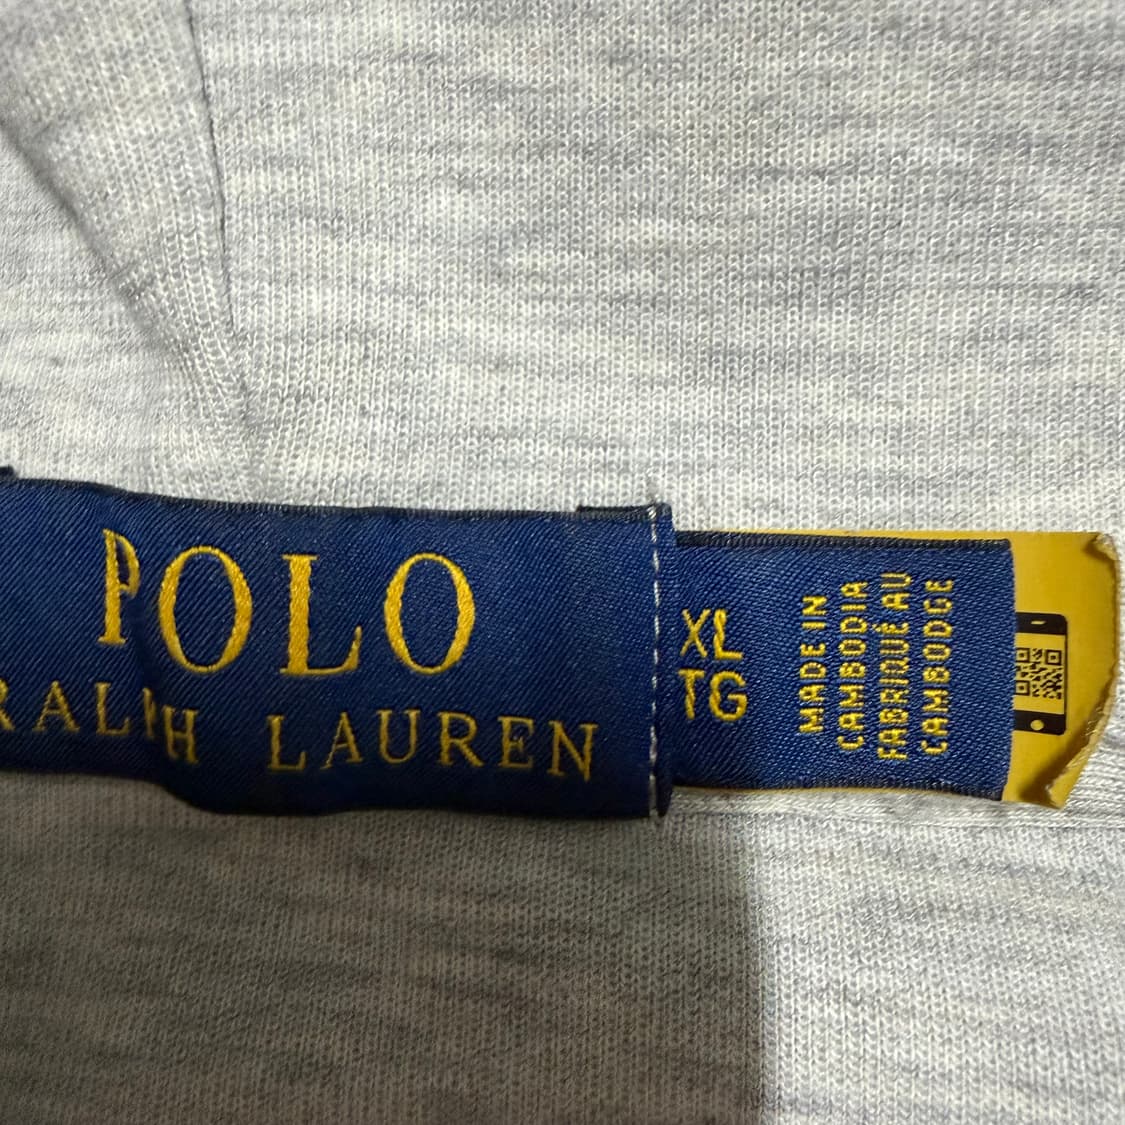 POLO
RALPH LAUREN
XL
TG
MADE IN
CAMBODIA
FABRIQUÉ AU
CAMBODGE